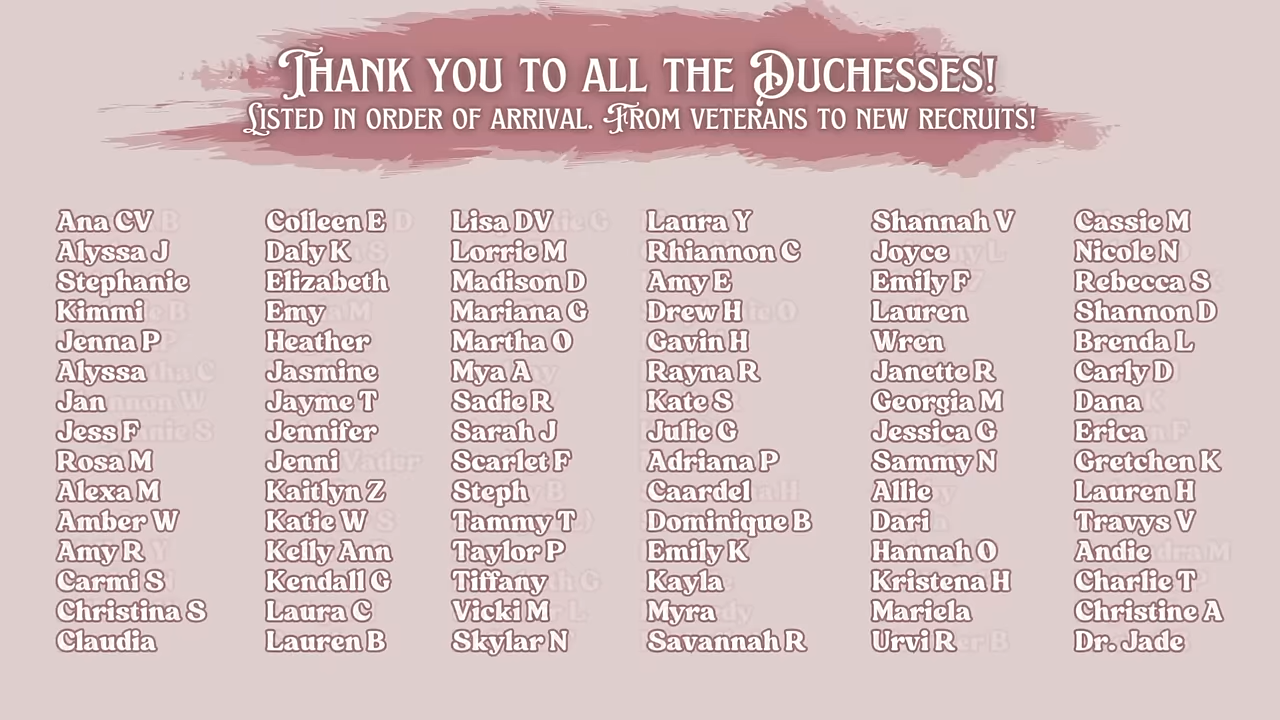 Thank you to all the Duchesses!
Listed in order of arrival. From veterans to new recruits!
Ana CV
Alyssa J
Stephanie
Kimmi
Jenna P
Alyssa
Jan
Jess F
Rosa M
Alexa M
Amber W
Amy R
Carmi S
Christina S
Claudia
Colleen E
Daly K
Elizabeth
Emy
Heather
Jasmine
Jayme T
Jennifer
Jenni
Kaitlyn Z
Katie W
Kelly Ann
Kendall G
Laura C
Lauren B
Lisa DV
Lorrie M
Madison D
Mariana G
Martha O
Mya A
Sadie R
Sarah J
Scarlet F
Steph
Tammy T
Taylor P
Tiffany
Vicki M
Skylar N
Laura Y
Rhiannon C
Amy E
Drew H
Gavin H
Rayna R
Kate S
Julie G
Adriana P
Caardel
Dominique B
Emily K
Kayla
Myra
Savannah R
Shannah V
Joyce
Emily F
Lauren
Wren
Janette R
Georgia M
Jessica G
Sammy N
Allie
Dari
Hannah O
Kristena H
Mariela
Urvi R
Cassie M
Nicole N
Rebecca S
Shannon D
Brenda L
Carly D
Dana
Erica
Gretchen K
Lauren H
Travys V
Andie
Charlie T
Christine A
Dr. Jade